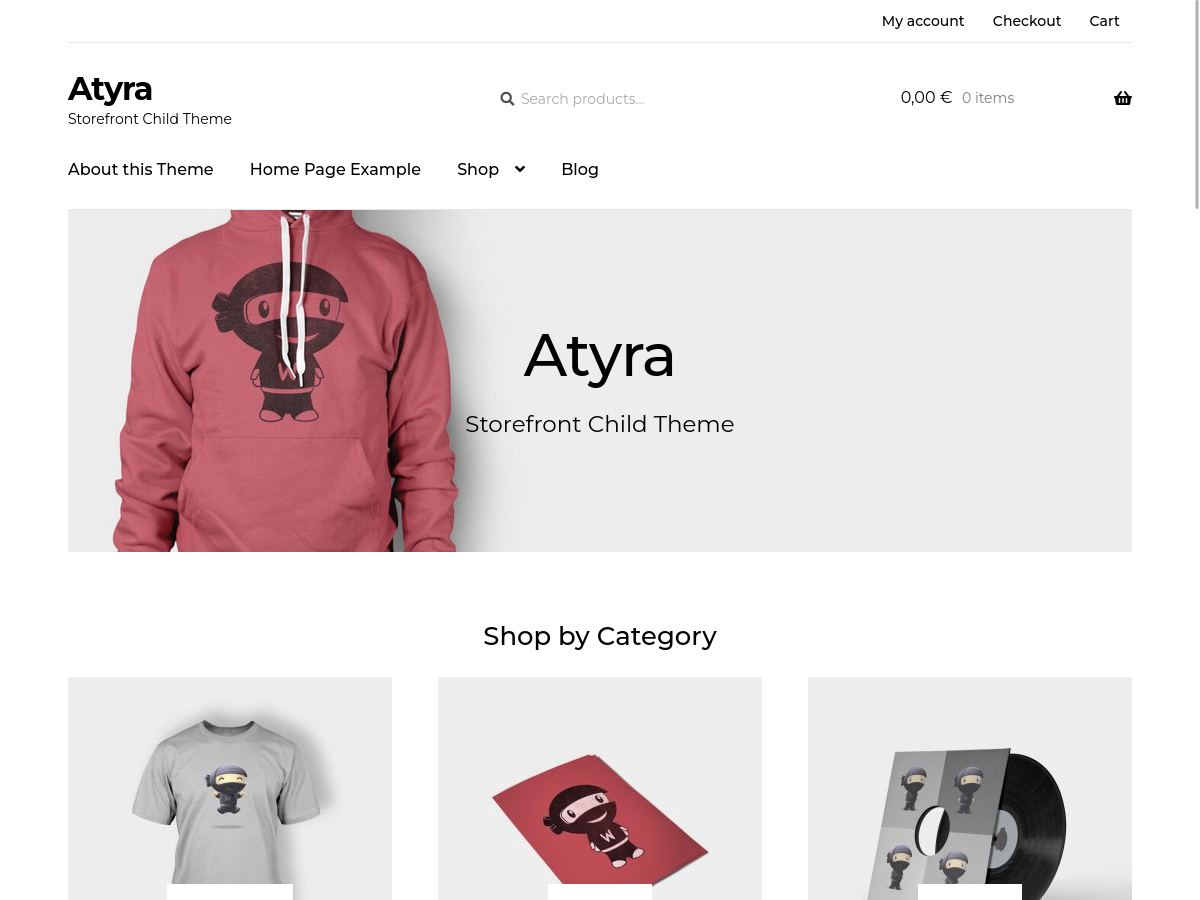 My account Checkout Cart
Atyra
Storefront Child Theme
Search products…
0,00 € 0 items
About this Theme Home Page Example Shop Blog
W
Atyra
Storefront Child Theme
Shop by Category
W
W